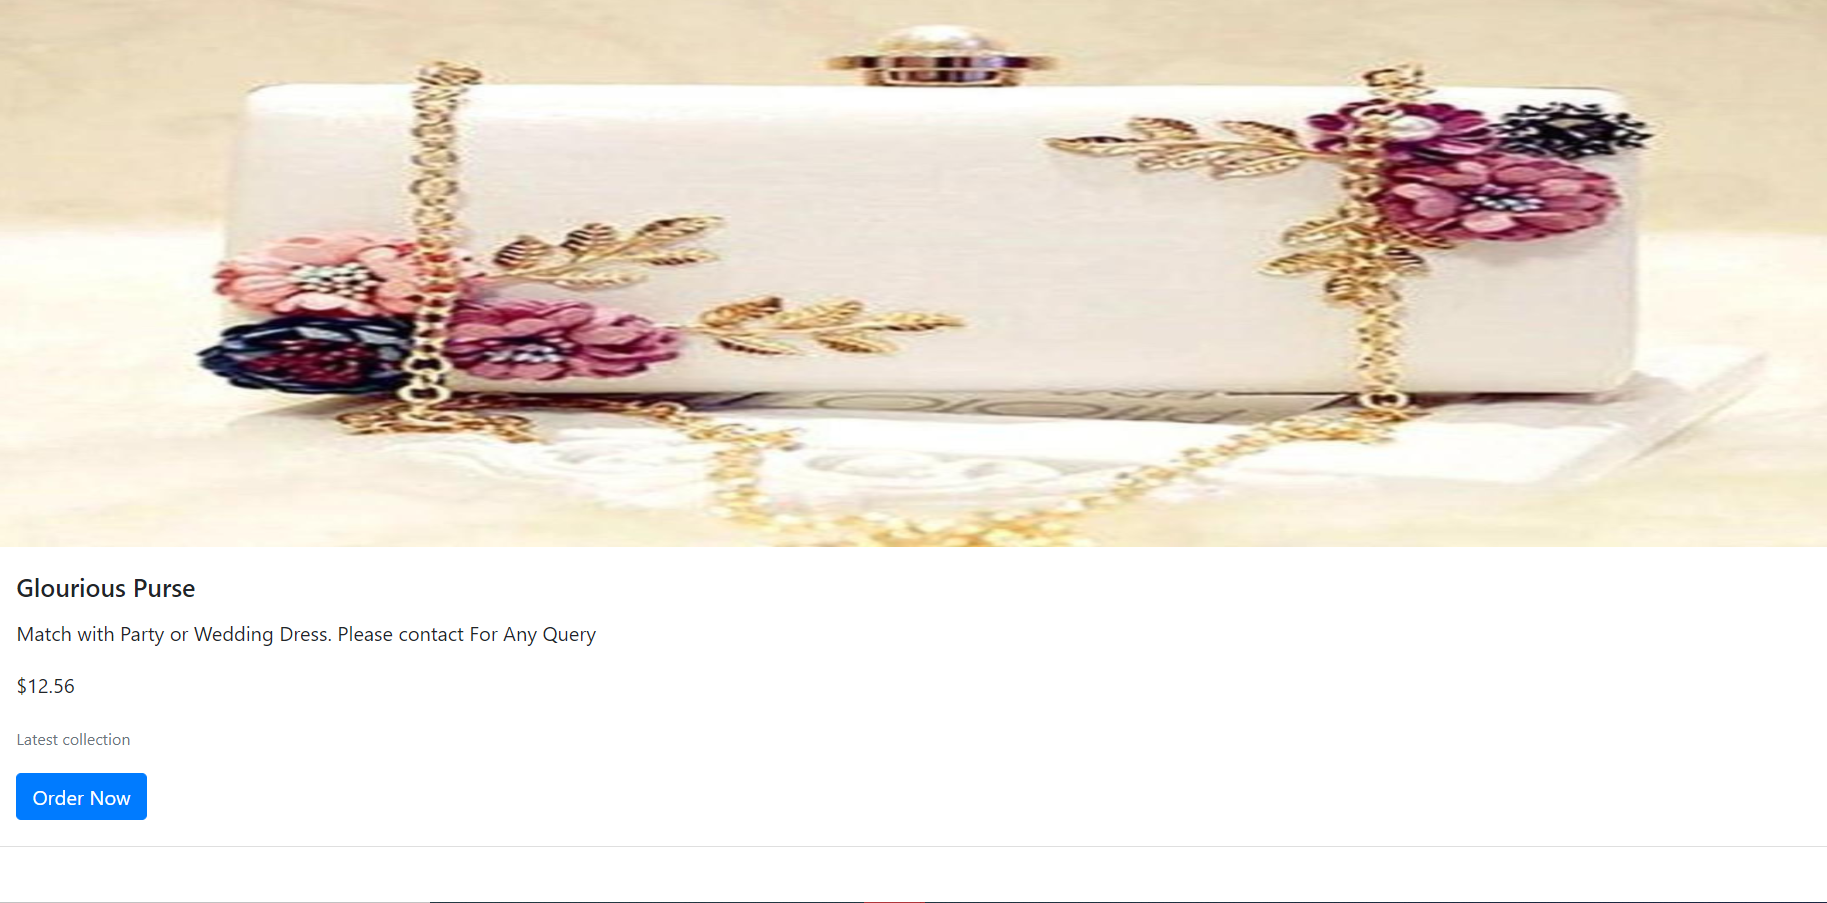 Glourious Purse
Match with Party or Wedding Dress. Please contact For Any Query
$12.56
Latest collection
Order Now